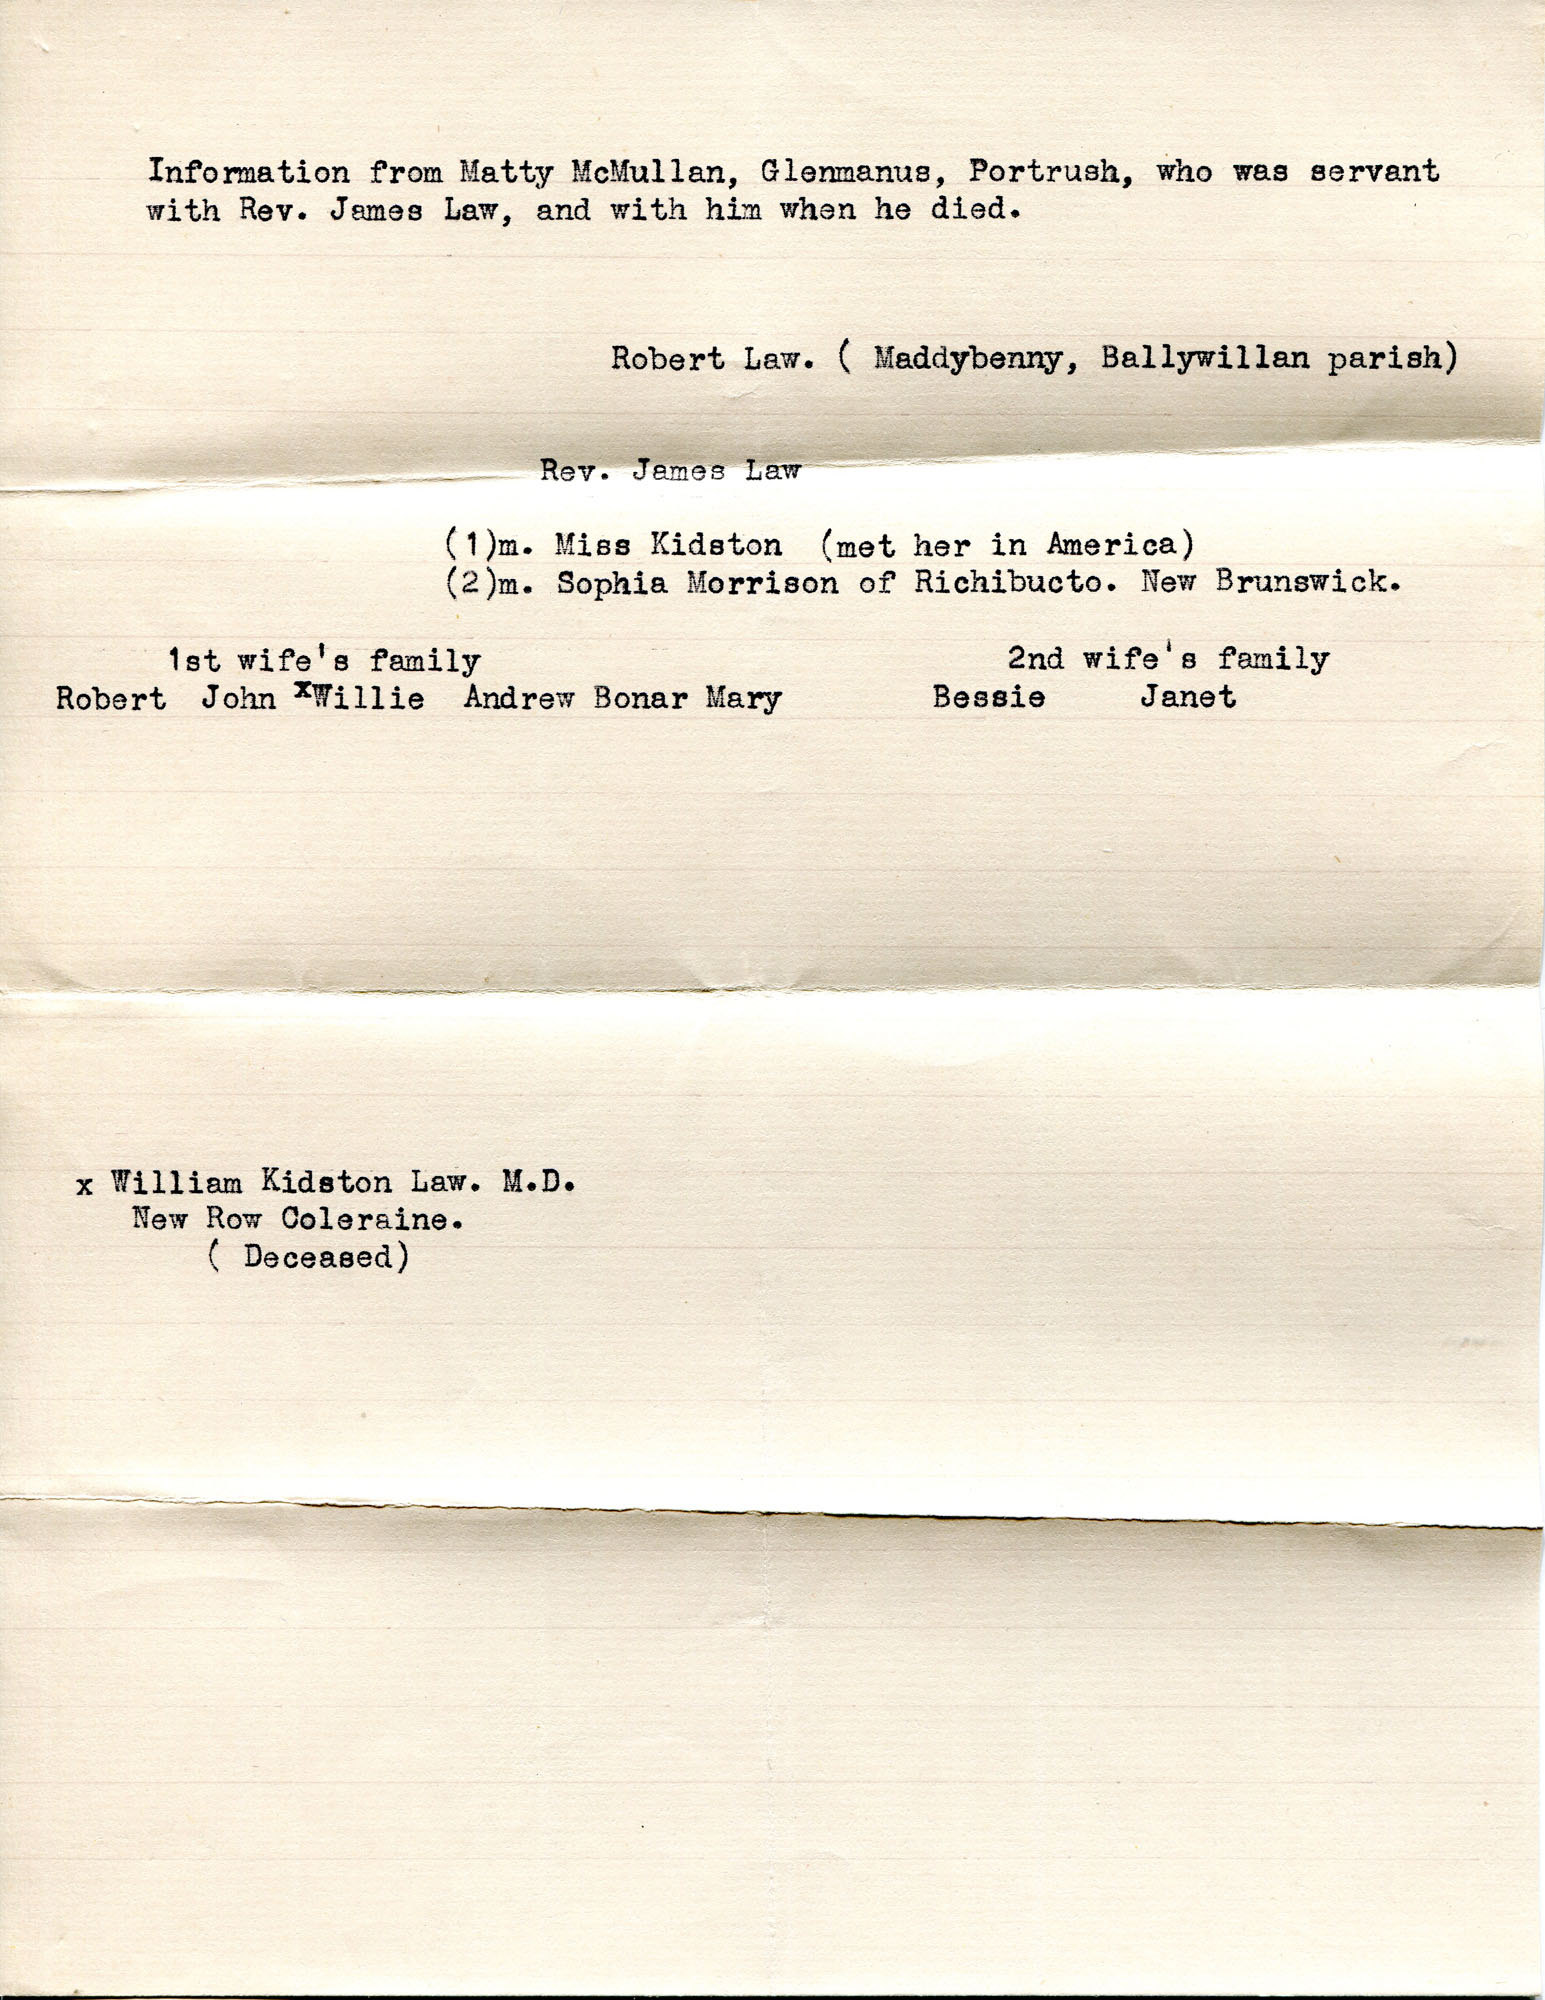 Information from Matty McMullan, Glenmanus, Portrush, who was servant
with Rev. James Law, and with him when he died.
Robert Law. ( Maddybenny, Ballywillan parish)
Rev. James Law
(1)m. Miss Kidston (met her in America)
(2)m. Sophia Morrison of Richibucto. New Brunswick.
1st wife's family 2nd wife's family
Robert John xWillie Andrew Bonar Mary Bessie Janet
x William Kidston Law. M.D.
New Row Coleraine.
( Deceased)